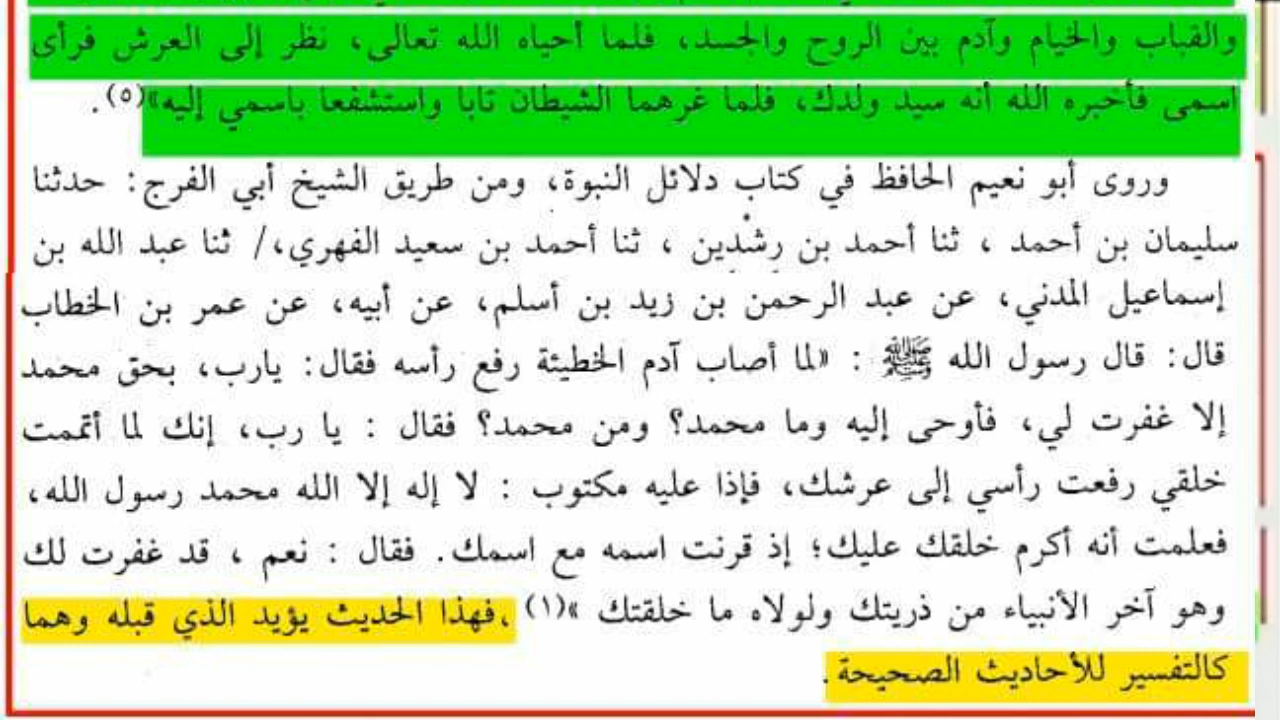 والقباب والخيام وآدم بين الروح والجسد، فلما أحياه الله تعالى، نظر إلى العرش فرأى
اسمى فأخبره الله أنه سيد ولدك، فلما غرهما الشيطان تابا واستشفعا باسمي إليه»(٥).
وروى أبو نعيم الحافظ في كتاب دلائل النبوة، ومن طريق الشيخ أبي الفرج: حدثنا
سليمان بن أحمد ، ثنا أحمد بن رشدين ، ثنا أحمد بن سعيد الفهري،/ ثنا عبد الله بن
إسماعيل المدني، عن عبد الرحمن بن زيد بن أسلم، عن أبيه، عن عمر بن الخطاب
قال: قال رسول الله ﷺ : «لما أصاب آدم الخطيئة رفع رأسه فقال: يارب، بحق محمد
إلا غفرت لي، فأوحى إليه وما محمد؟ ومن محمد؟ فقال : يا رب، إنك لما أتممت
خلقي رفعت رأسي إلى عرشك، فإذا عليه مكتوب : لا إله إلا الله محمد رسول الله،
فعلمت أنه أكرم خلقك عليك؛ إذ قرنت اسمه مع اسمك. فقال : نعم ، قد غفرت لك
وهو آخر الأنبياء من ذريتك ولولاه ما خلقتك »(١) ،فهذا الحديث يؤيد الذي قبله وهما
كالتفسير للأحاديث الصحيحة.